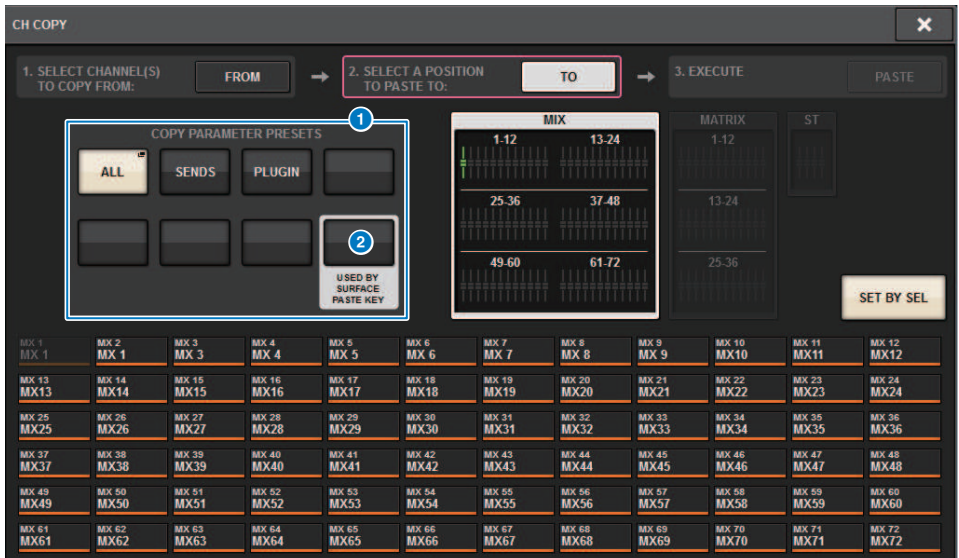 CH COPY
1. SELECT CHANNEL(S)
TO COPY FROM:
FROM
2. SELECT A POSITION
TO PASTE TO:
TO
3. EXECUTE
PASTE
1
COPY PARAMETER PRESETS
ALL
SENDS
PLUGIN
2
USED BY
SURFACE
PASTE KEY
MIX
1-12 13-24
25-36 37-48
49-60 61-72
MATRIX
1-12
13-24
25-36
ST
SET BY SEL
MX 1 MX 2 MX 3 MX 4 MX 5 MX 6 MX 7 MX 8 MX 9 MX 10 MX 11 MX 12
MX 1 MX 1 MX 3 MX 4 MX 5 MX 6 MX 7 MX 8 MX 9 MX10 MX11 MX12
MX 13 MX 14 MX 15 MX 16 MX 17 MX 18 MX 19 MX 20 MX 21 MX 22 MX 23 MX 24
MX13 MX14 MX15 MX16 MX17 MX18 MX19 MX20 MX21 MX22 MX23 MX24
MX 25 MX 26 MX 27 MX 28 MX 29 MX 30 MX 31 MX 32 MX 33 MX 34 MX 35 MX 36
MX25 MX26 MX27 MX28 MX29 MX30 MX31 MX32 MX33 MX34 MX35 MX36
MX 37 MX 38 MX 39 MX 40 MX 41 MX 42 MX 43 MX 44 MX 45 MX 46 MX 47 MX 48
MX37 MX38 MX39 MX40 MX41 MX42 MX43 MX44 MX45 MX46 MX47 MX48
MX 49 MX 50 MX 51 MX 52 MX 53 MX 54 MX 55 MX 56 MX 57 MX 58 MX 59 MX 60
MX49 MX50 MX51 MX52 MX53 MX54 MX55 MX56 MX57 MX58 MX59 MX60
MX 61 MX 62 MX 63 MX 64 MX 65 MX 66 MX 67 MX 68 MX 69 MX 70 MX 71 MX 72
MX61 MX62 MX63 MX64 MX65 MX66 MX67 MX68 MX69 MX70 MX71 MX72